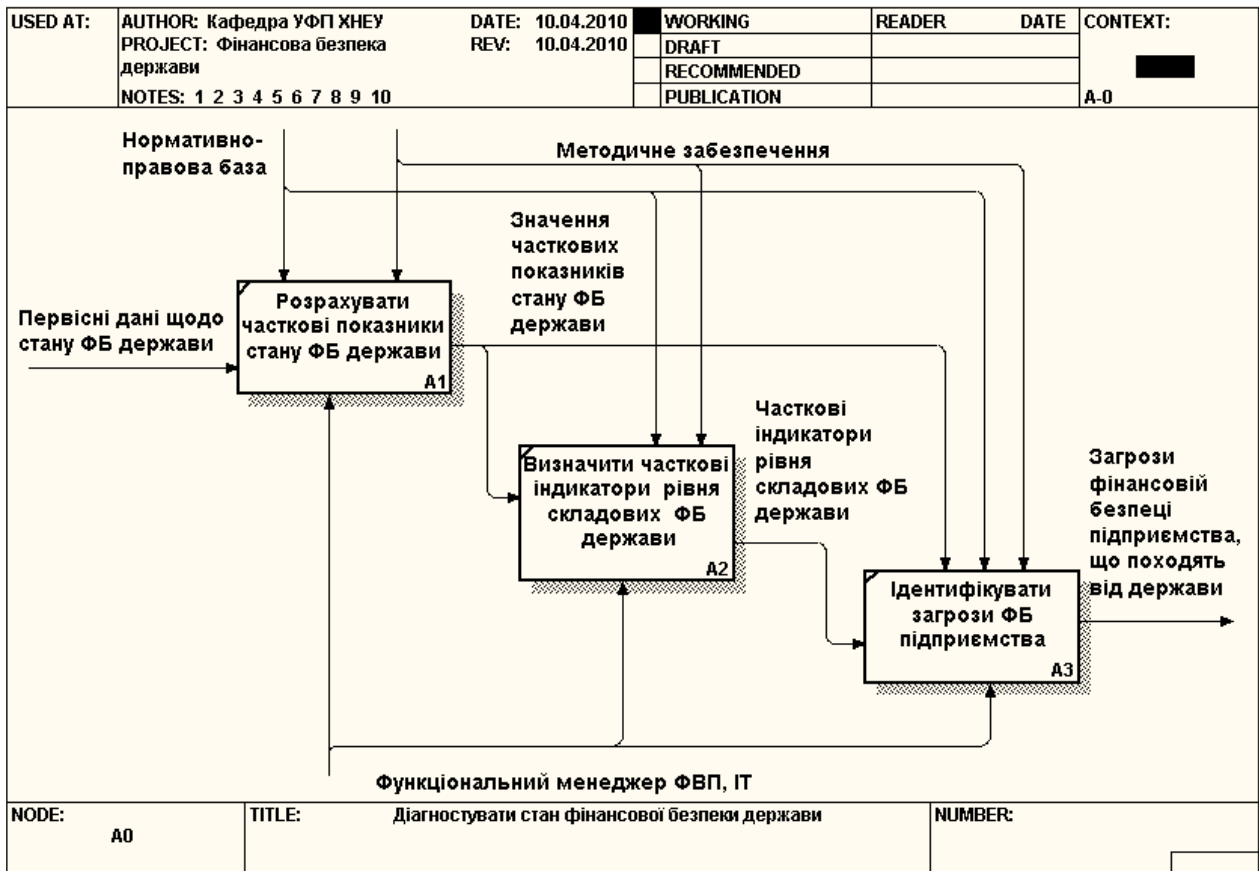 USED AT:
AUTHOR: Кафедра УФП ХНЕУ
DATE: 10.04.2010
PROJECT: Фінансова безпека
REV: 10.04.2010
держави
NOTES: 1 2 3 4 5 6 7 8 9 10
WORKING
DRAFT
RECOMMENDED
PUBLICATION
READER DATE
CONTEXT:
A-0
Нормативно-
правова база
Методичне забезпечення
Значення
часткових
показників
стану ФБ
держави
Первісні дані щодо
стану ФБ держави
Розрахувати
часткові показники
стану ФБ держави
A1
Визначити часткові
індикатори рівня
складових ФБ
держави
A2
Часткові
індикатори
рівня
складових ФБ
держави
Ідентифікувати
загрози ФБ
підприємства
A3
Загрози
фінансовій
безпеці
підприємства,
що походять
від держави
Функціональний менеджер ФВП, ІТ
NODE:
A0
TITLE:
Діагностувати стан фінансової безпеки держави
NUMBER: